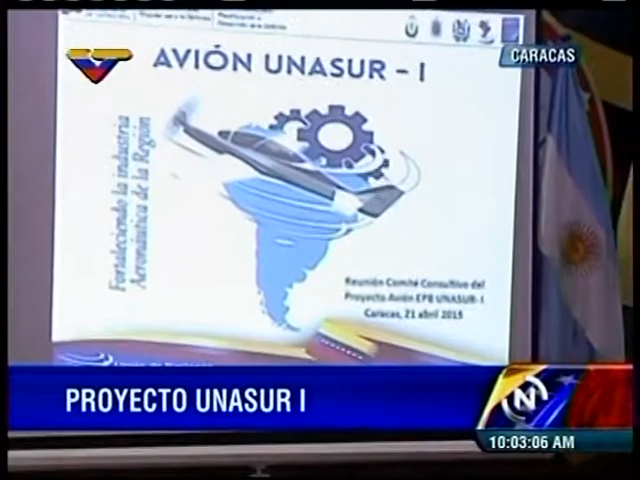 CARACAS
AVIÓN UNASUR – I
Fortaleciendo la industria
Aeronáutica de la Región
Reunión Comité Consultivo del
Proyecto Avión EPB UNASUR-I
Caracas, 21 abril 2015
PROYECTO UNASUR I
N
10:03:06 AM